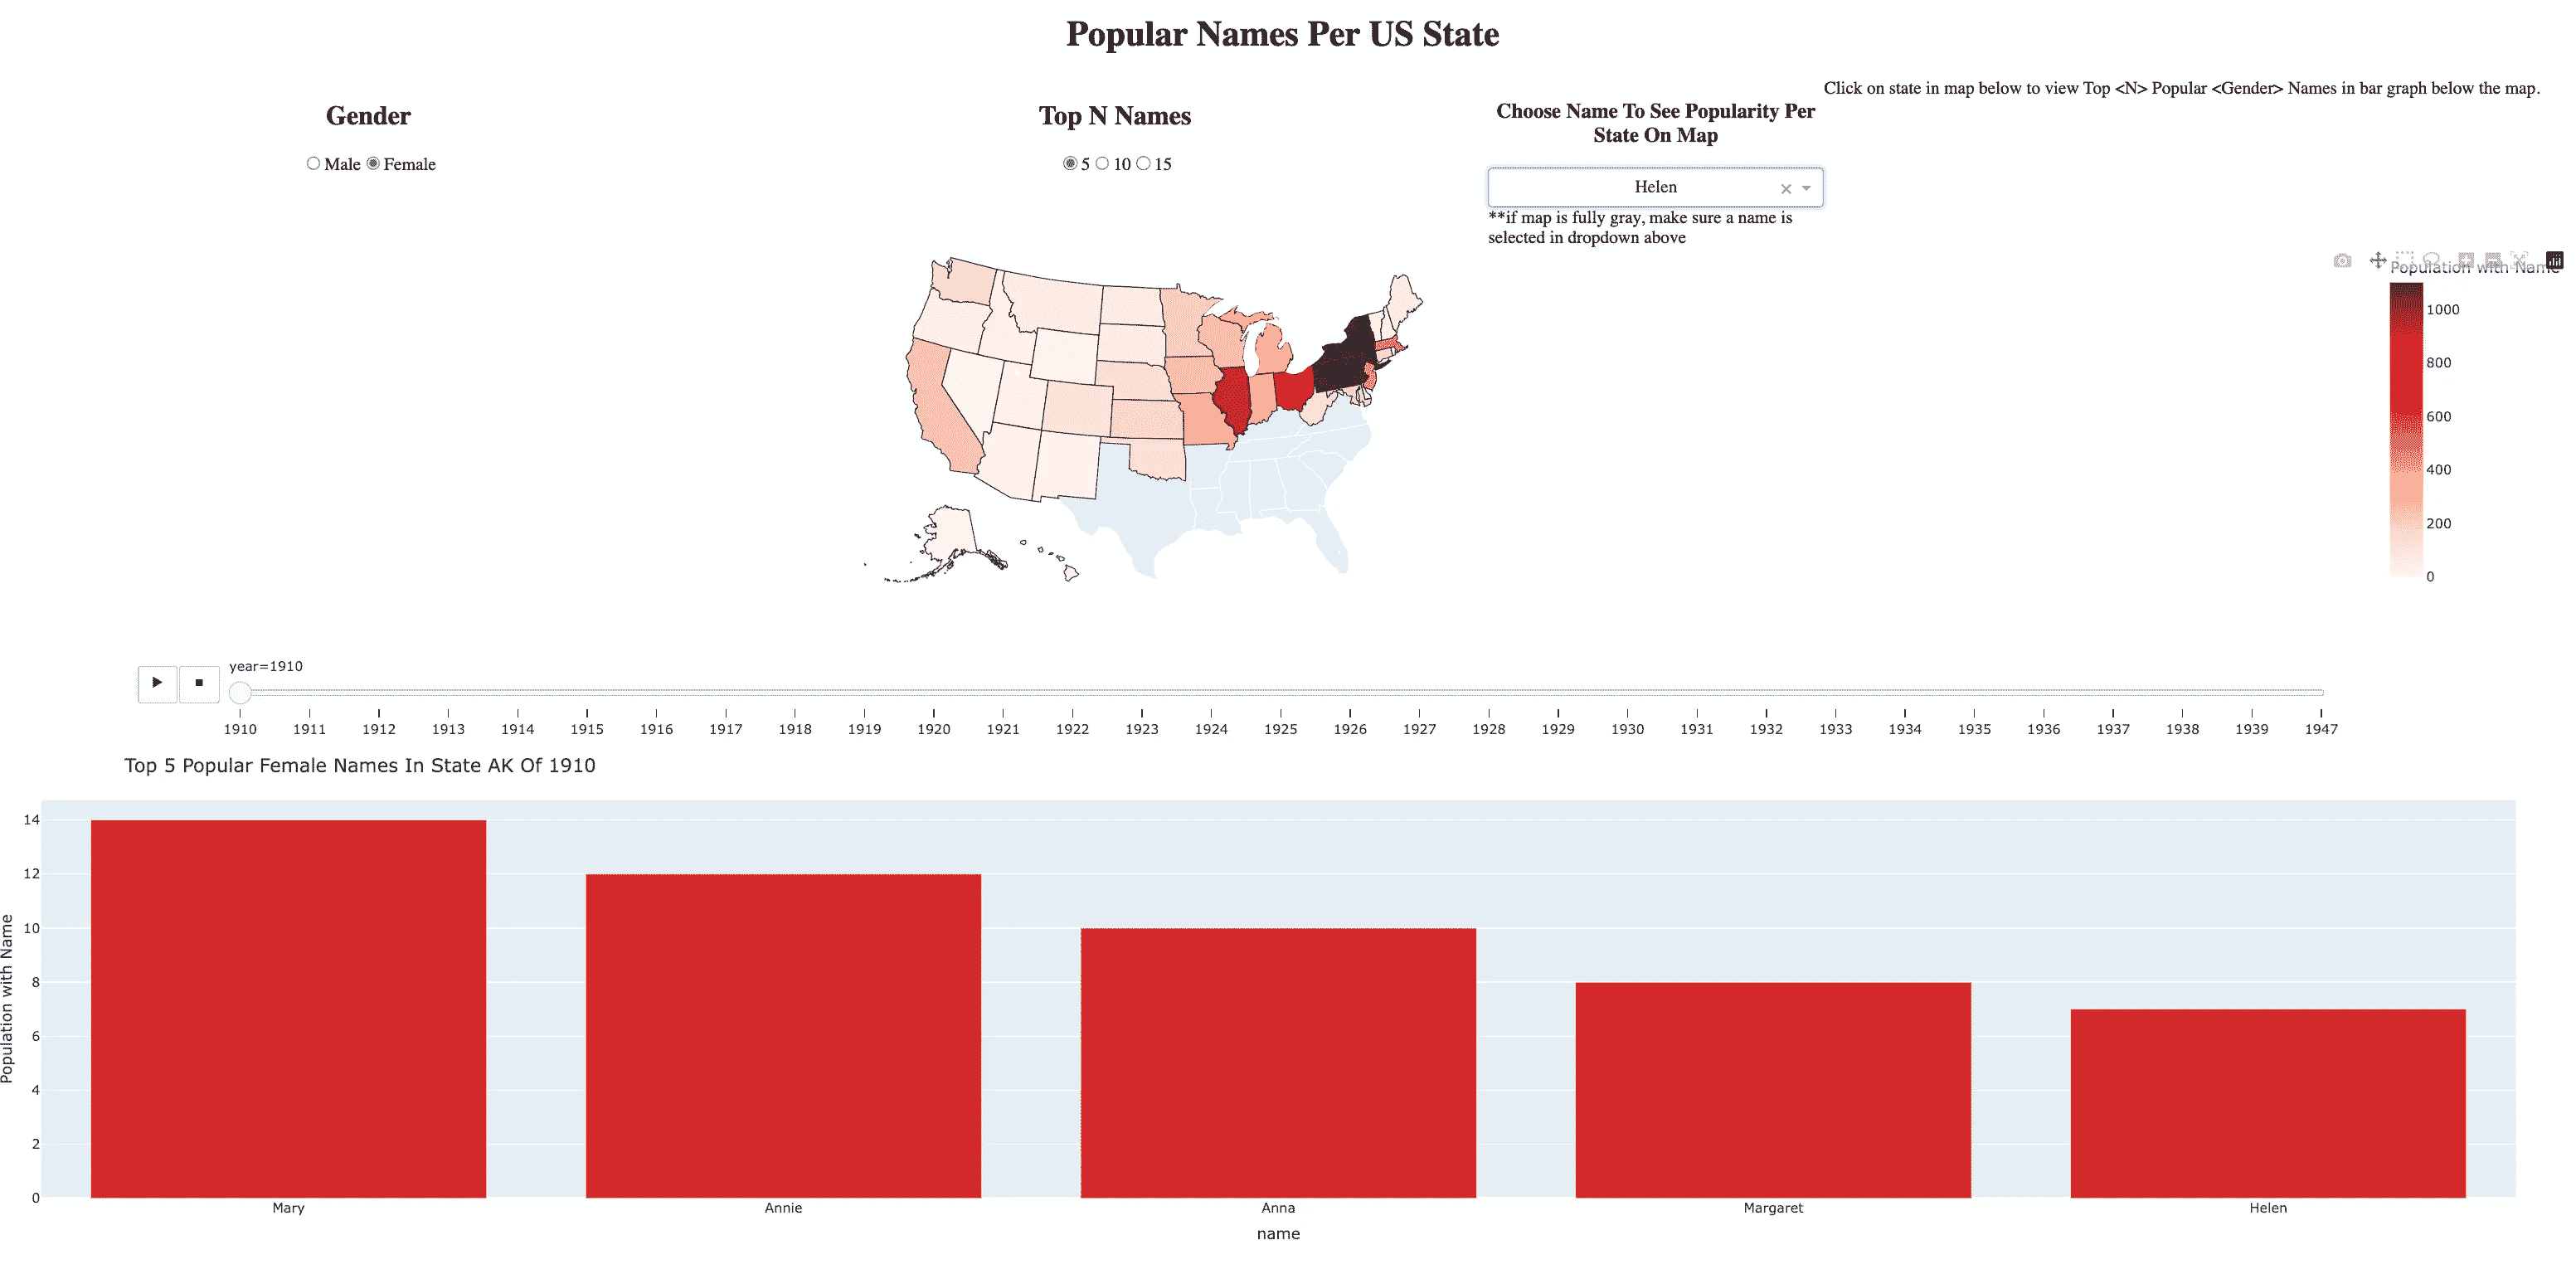 Popular Names Per US State
Click on state in map below to view Top <N> Popular <Gender> Names in bar graph below the map.
Gender
Male Female
Top N Names
5 10 15
Choose Name To See Popularity Per
State On Map
Helen
**if map is fully gray, make sure a name is
selected in dropdown above
Population with Name
1000
800
600
400
200
0
year=1910
1910 1911 1912 1913 1914 1915 1916 1917 1918 1919 1920 1921 1922 1923 1924 1925 1926 1927 1928 1929 1930 1931 1932 1933 1934 1935 1936 1937 1938 1939 1947
Top 5 Popular Female Names In State AK Of 1910
Population with Name
14
12
10
8
6
4
2
0
Mary Annie Anna Margaret Helen
name